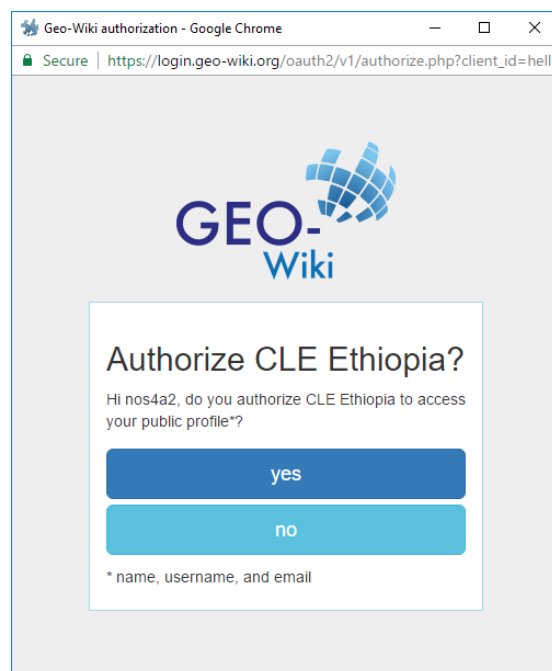 Geo-Wiki authorization - Google Chrome
Secure | https://login.geo-wiki.org/oauth2/v1/authorize.php?client_id=hell
GEO-
Wiki
Authorize CLE Ethiopia?
Hi nos4a2, do you authorize CLE Ethiopia to access
your public profile*?
yes
no
* name, username, and email